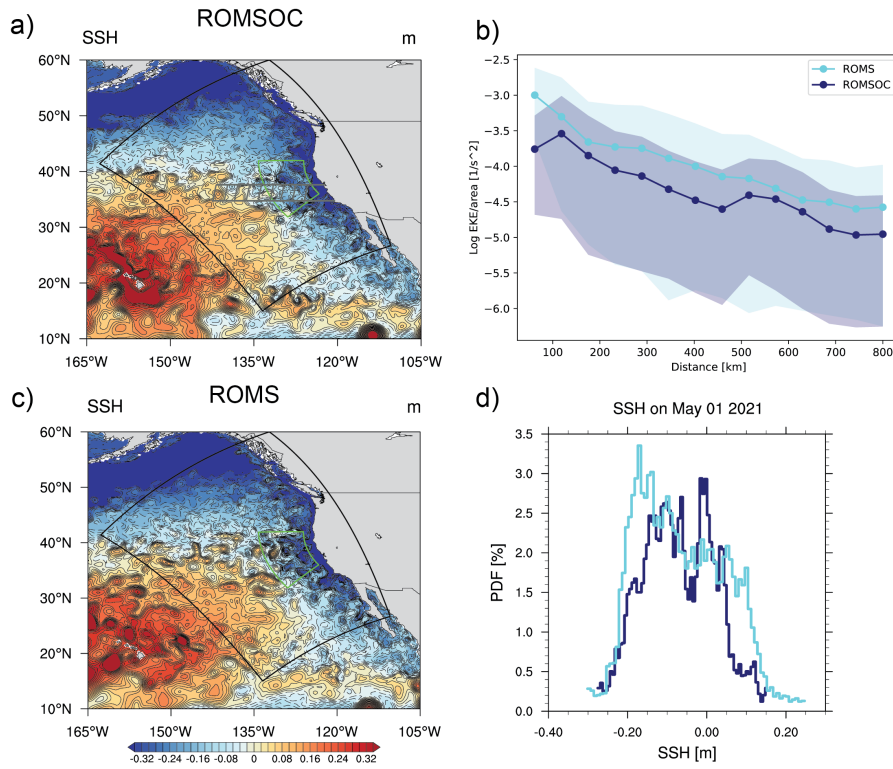 a)
ROMSOC
SSH
m
60°N
50°N
40°N
30°N
20°N
10°N
165°W
150°W
135°W
120°W
105°W
b)
ROMS
ROMSOC
Log EKE/area [1/s^2]
−2.5
−3.0
−3.5
−4.0
−4.5
−5.0
−5.5
−6.0
100
200
300
400
500
600
700
800
Distance [km]
c)
ROMS
SSH
m
60°N
50°N
40°N
30°N
20°N
10°N
165°W
150°W
135°W
120°W
105°W
-0.32 -0.24 -0.16 -0.08 0 0.08 0.16 0.24 0.32
d)
SSH on May 01 2021
PDF [%]
3.5
3.0
2.5
2.0
1.5
1.0
0.5
0.0
-0.40
-0.20
0.00
0.20
SSH [m]